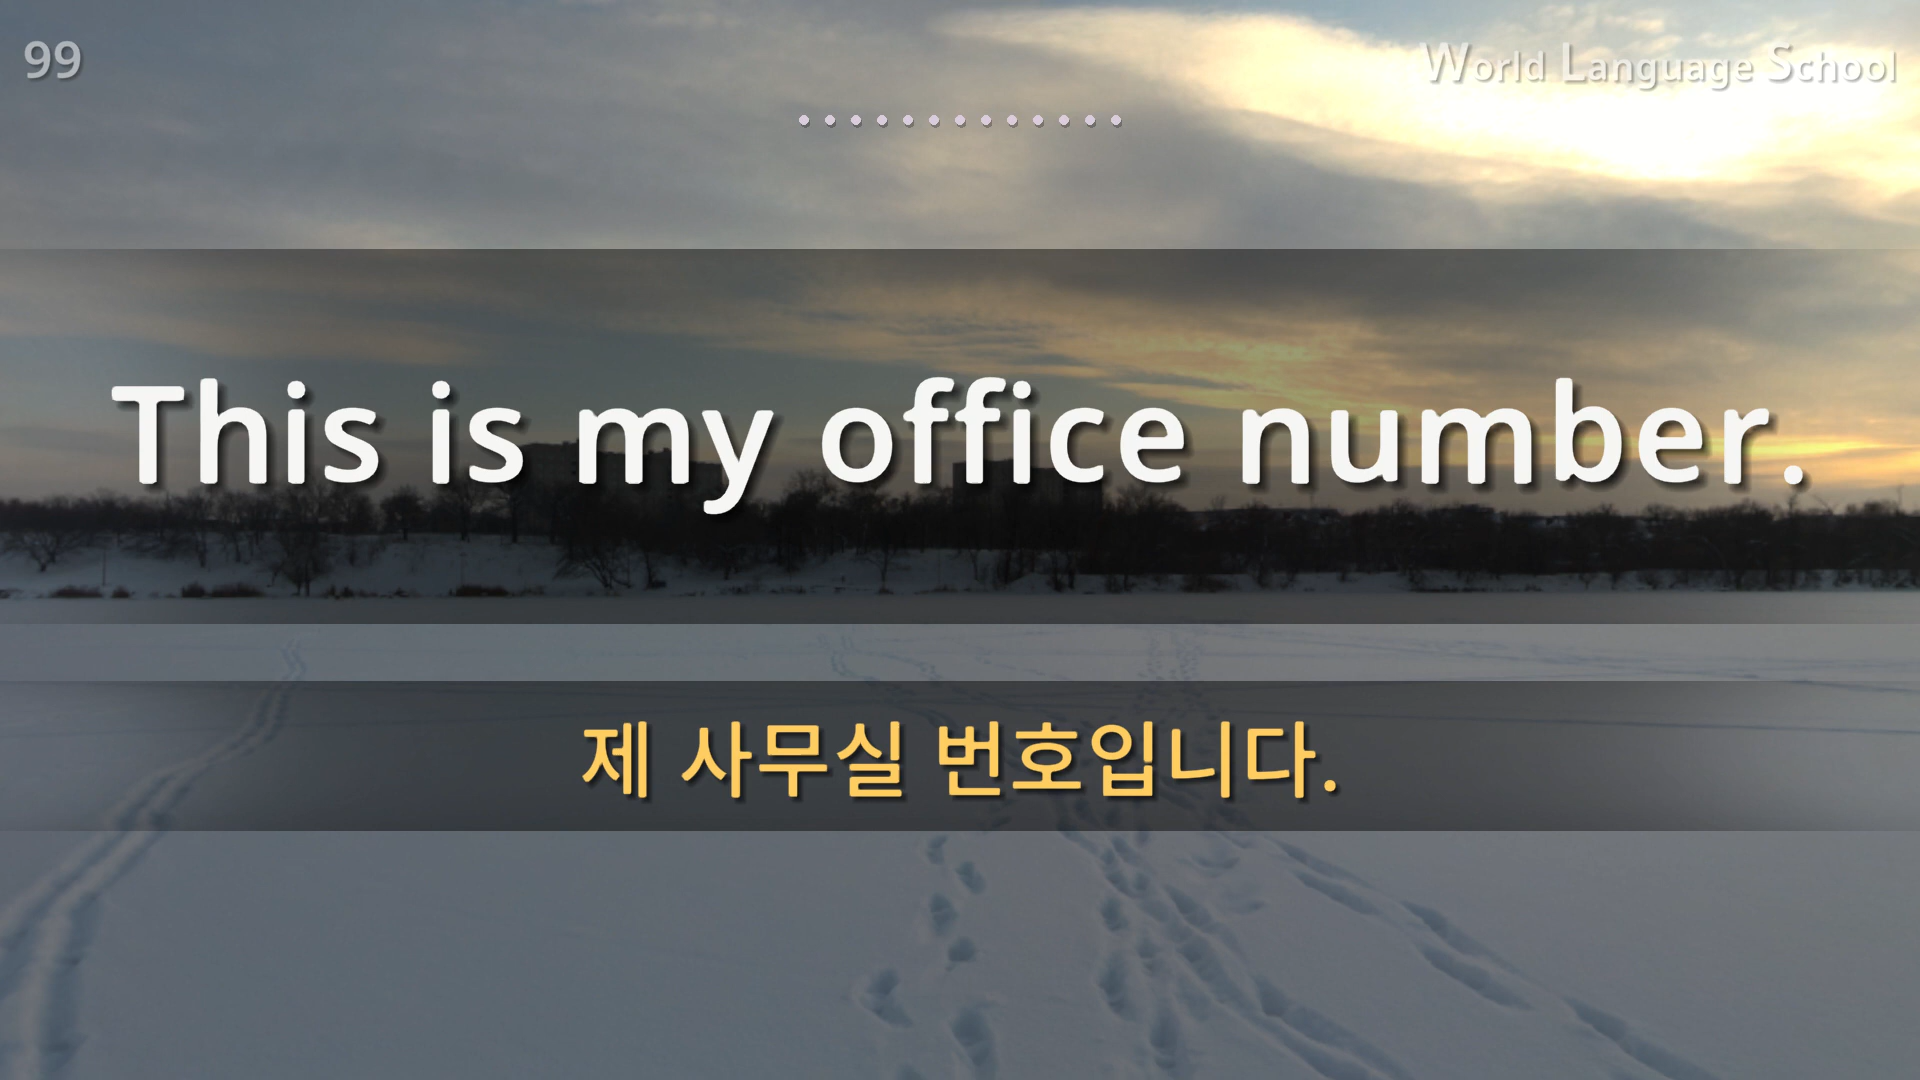 99
World Language School
This is my office number.
제 사무실 번호입니다.